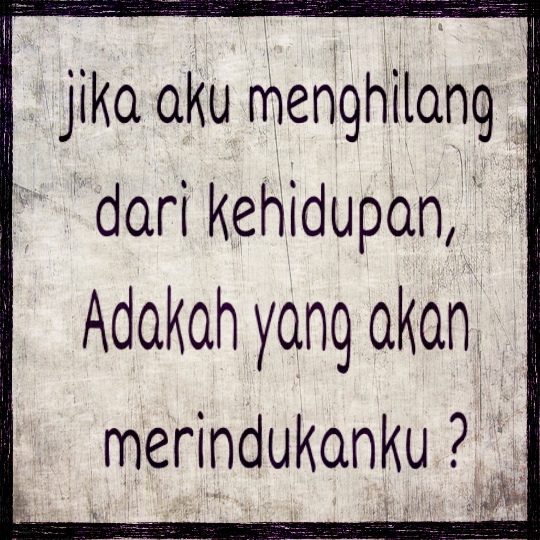 jika aku menghilang
dari kehidupan,
Adakah yang akan
merindukanku ?